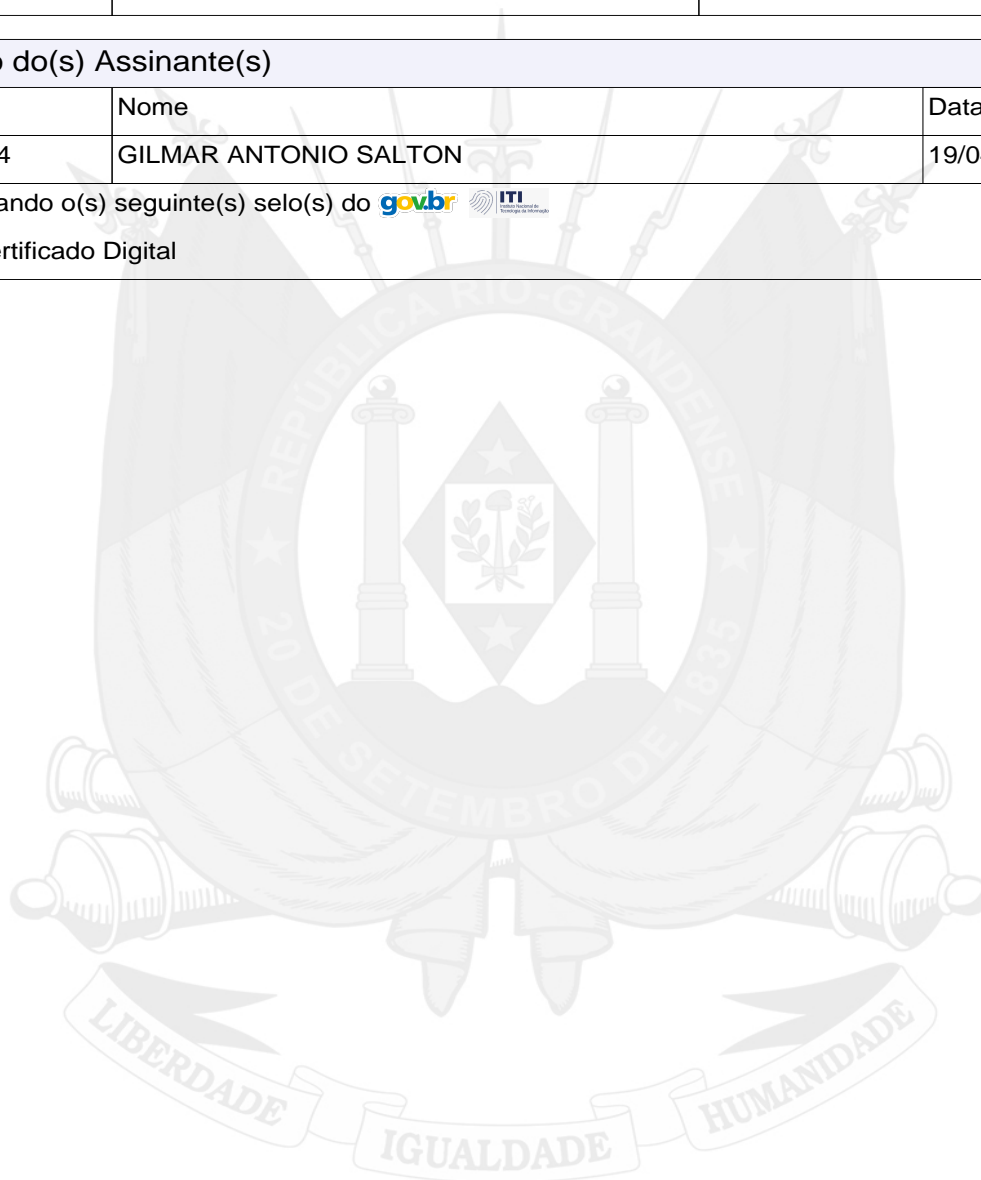 o do(s) Assinante(s)
Nome Data
4 GILMAR ANTONIO SALTON 19/0
ando o(s) seguinte(s) selo(s) do gov.br ITI
rtificado Digital
REPÚBLICA RIO-GRANDENSE
20 DE SETEMBRO DE 1835
LIBERDADE IGUALDADE HUMANIDADE